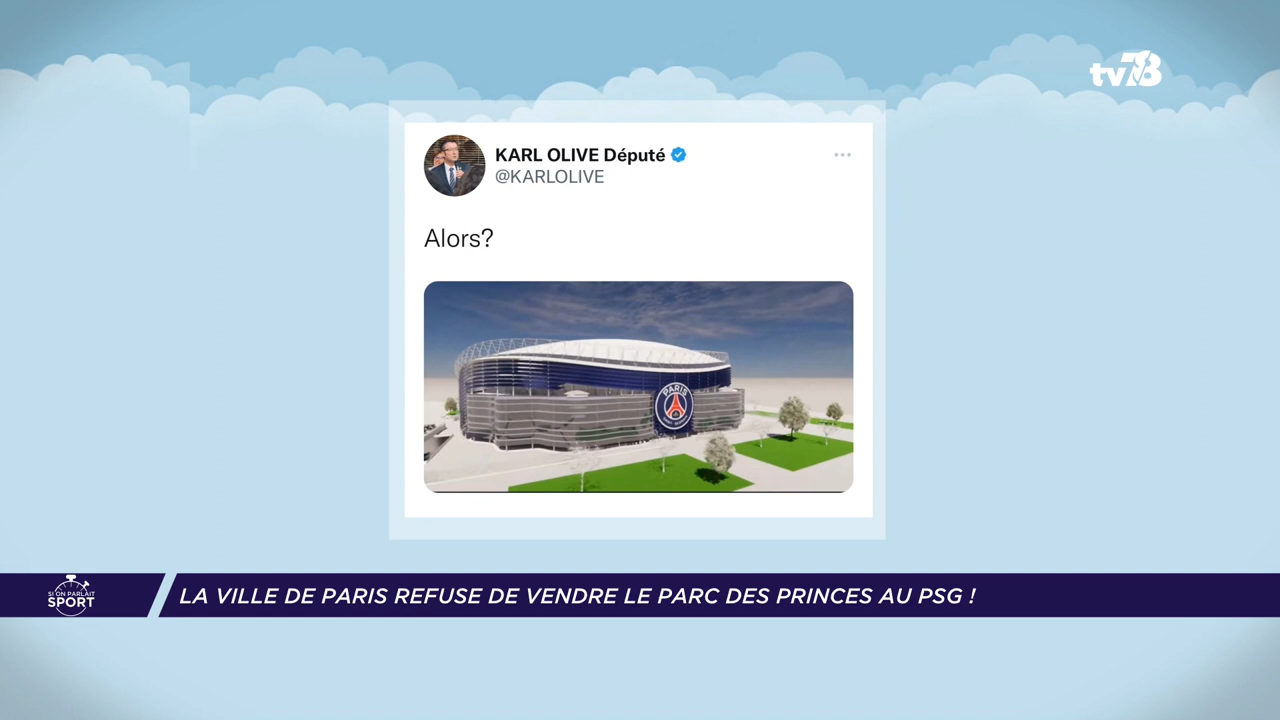 tv78
KARL OLIVE Député
@KARLOLIVE
Alors?
PARIS
SI ON PARLAIT
SPORT
LA VILLE DE PARIS REFUSE DE VENDRE LE PARC DES PRINCES AU PSG !